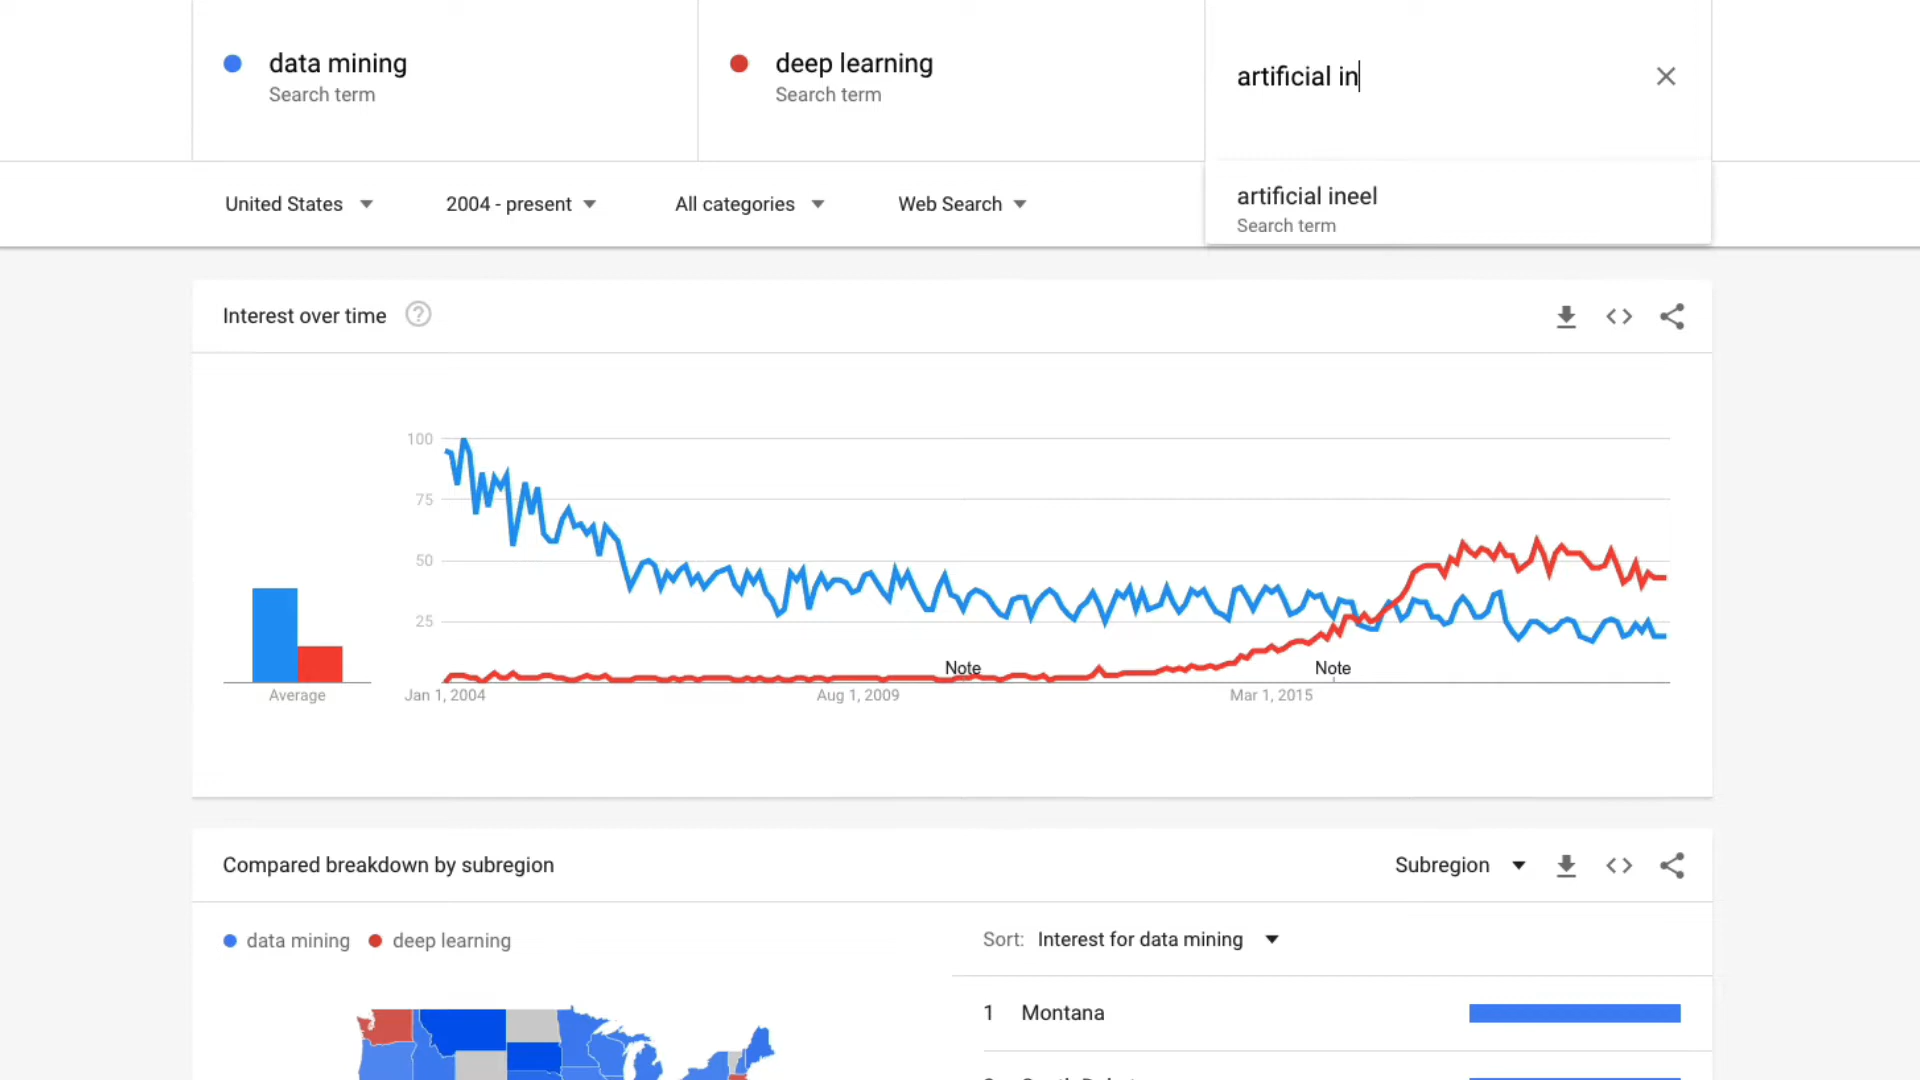 data mining
Search term
deep learning
Search term
artificial in
United States
2004 - present
All categories
Web Search
artificial ineel
Search term
Interest over time
100
75
50
25
Note
Note
Average
Jan 1, 2004
Aug 1, 2009
Mar 1, 2015
Compared breakdown by subregion
Subregion
data mining
deep learning
Sort: Interest for data mining
1 Montana